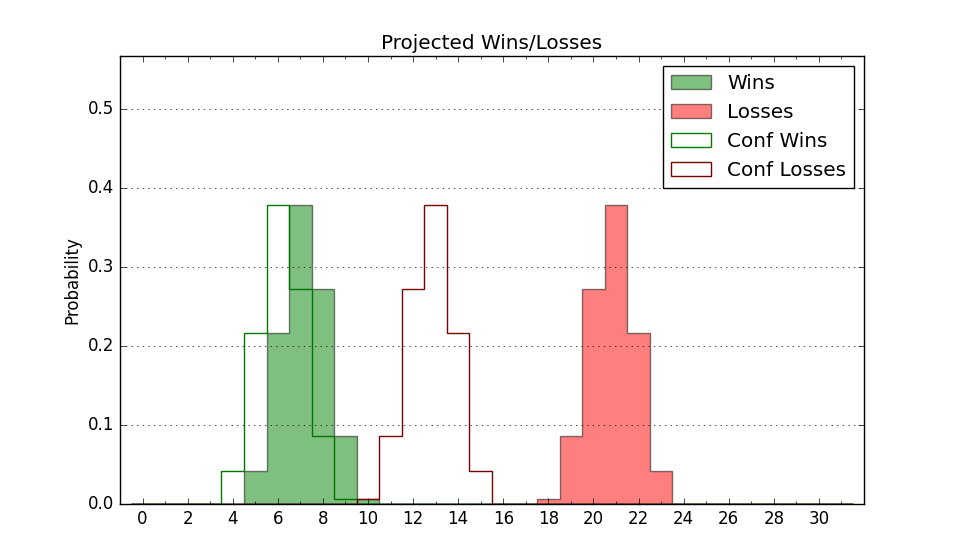 Projected Wins/Losses
Wins
Losses
Conf Wins
Conf Losses
Probability
0.5
0.4
0.3
0.2
0.1
0.0
0 2 4 6 8 10 12 14 16 18 20 22 24 26 28 30